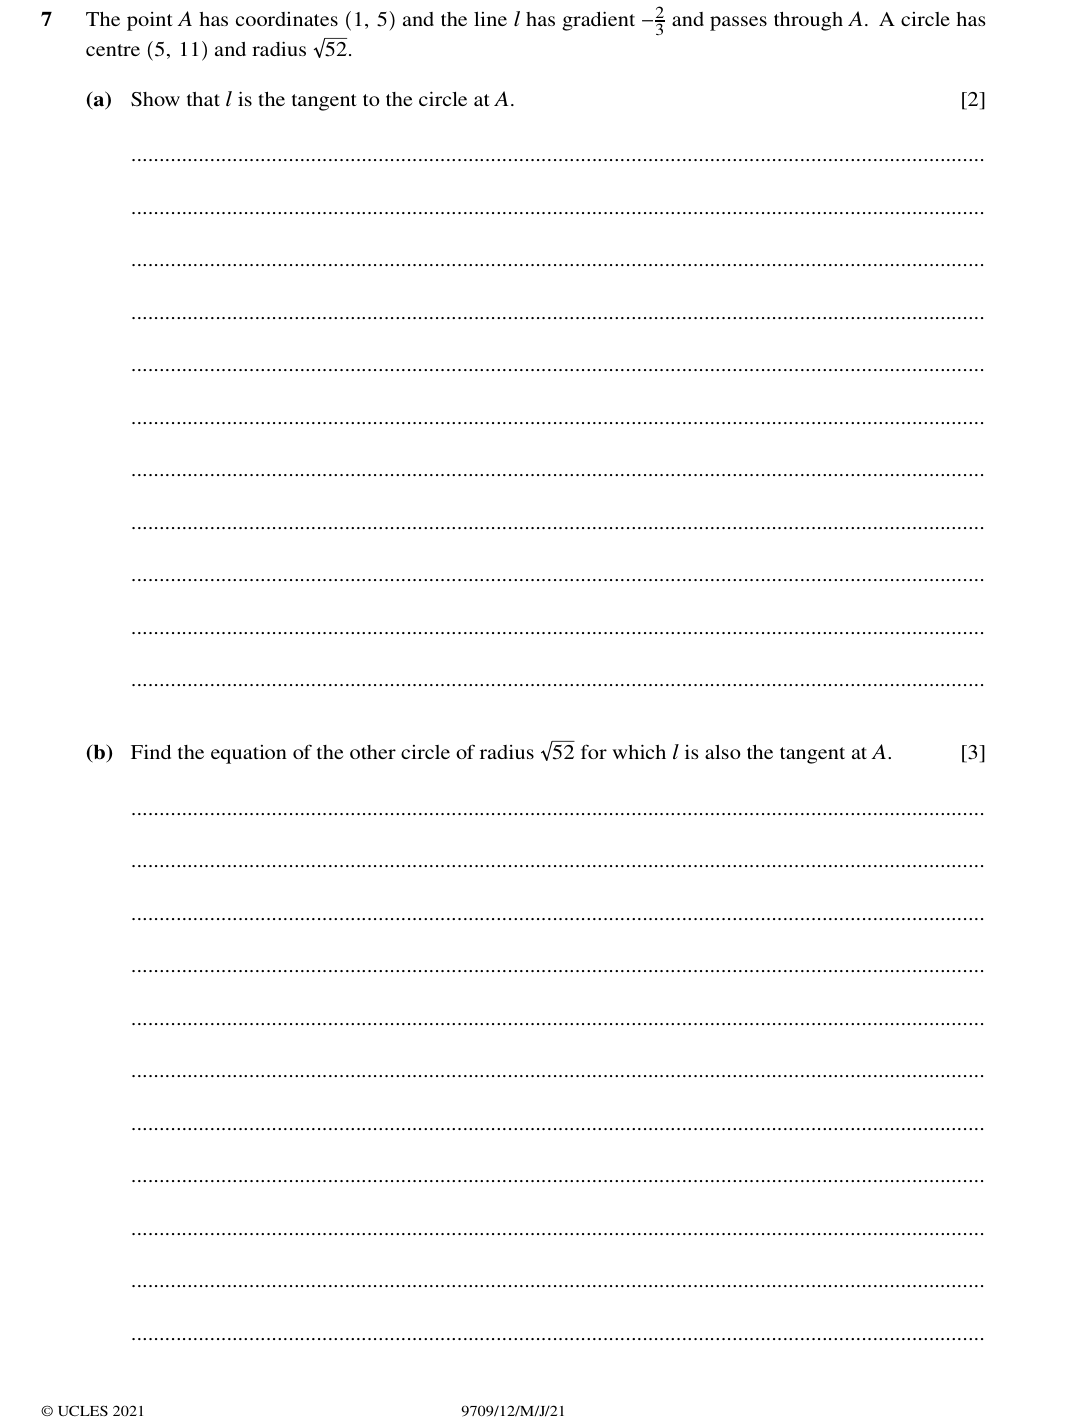 7 The point A has coordinates (1, 5) and the line l has gradient −2/3 and passes through A. A circle has
centre (5, 11) and radius √52.
(a) Show that l is the tangent to the circle at A. [2]
(b) Find the equation of the other circle of radius √52 for which l is also the tangent at A. [3]
© UCLES 2021 9709/12/M/J/21